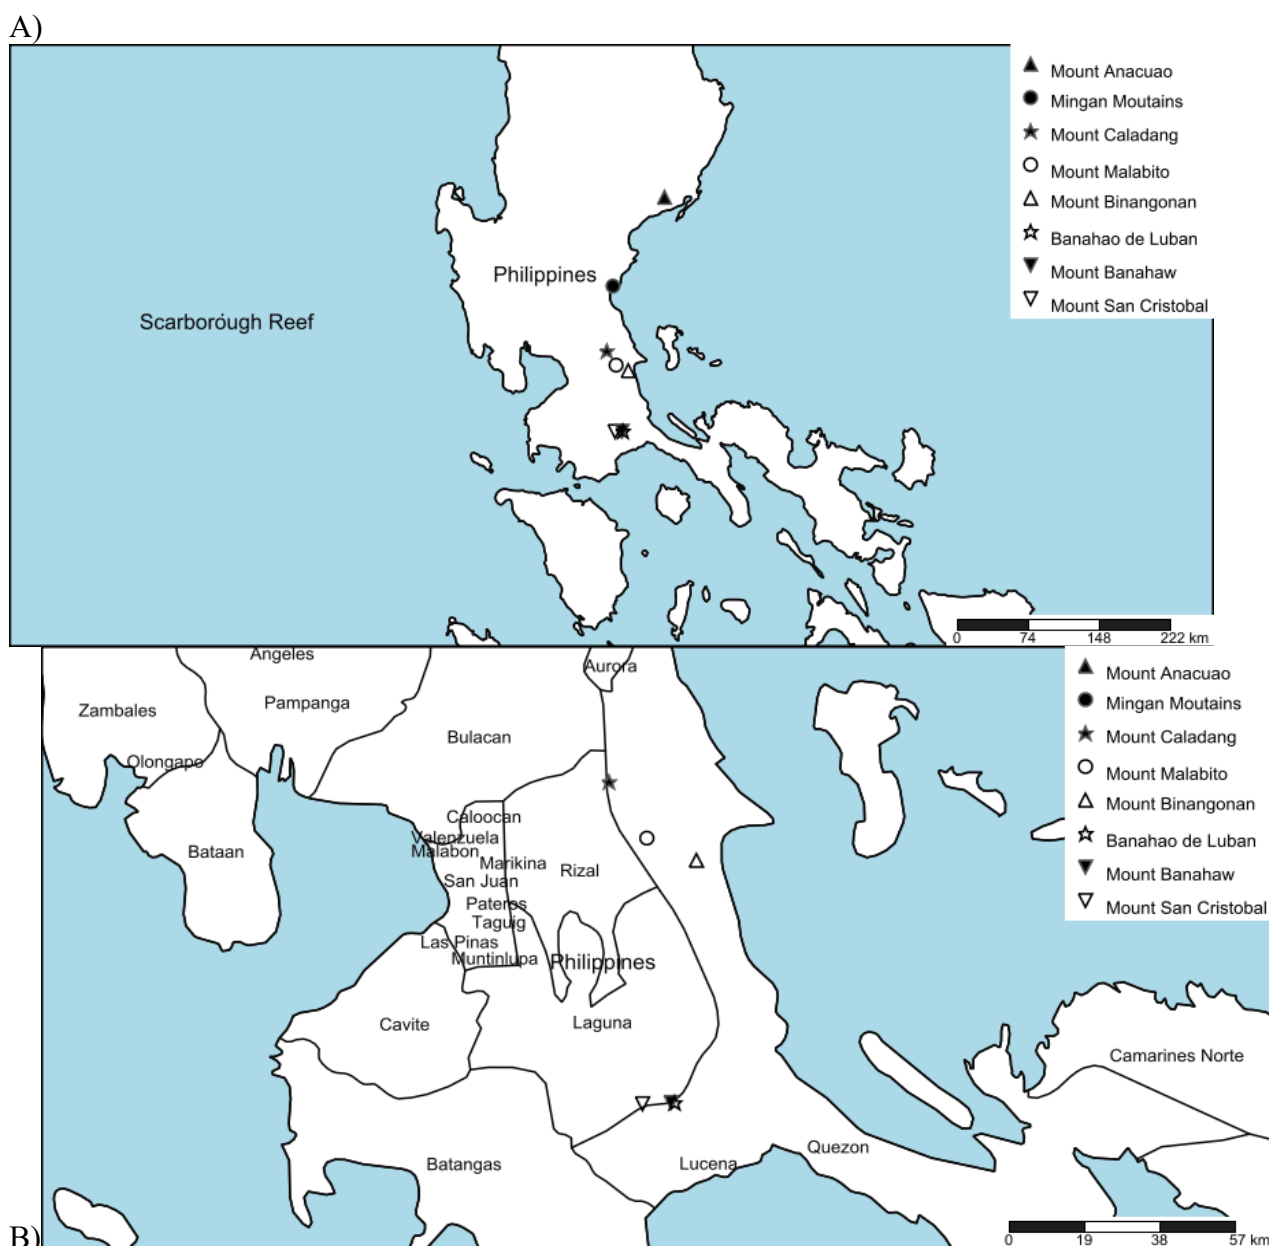 A)
Mount Anacuao
Mingan Moutains
Mount Caladang
Mount Malabito
Mount Binangonan
Banahao de Luban
Mount Banahaw
Mount San Cristobal
Philippines
Scarborough Reef
0 74 148 222 km
Angeles
Aurora
Zambales
Pampanga
Bulacan
Olongapo
Caloocan
Valenzuela
Malabon
Bataan
Marikina
Rizal
San Juan
Pateros
Taguig
Las Pinas
Muntinlupa
Philippines
Cavite
Laguna
Camarines Norte
Batangas
Lucena
Quezon
Mount Anacuao
Mingan Moutains
Mount Caladang
Mount Malabito
Mount Binangonan
Banahao de Luban
Mount Banahaw
Mount San Cristobal
0 19 38 57 km
B)